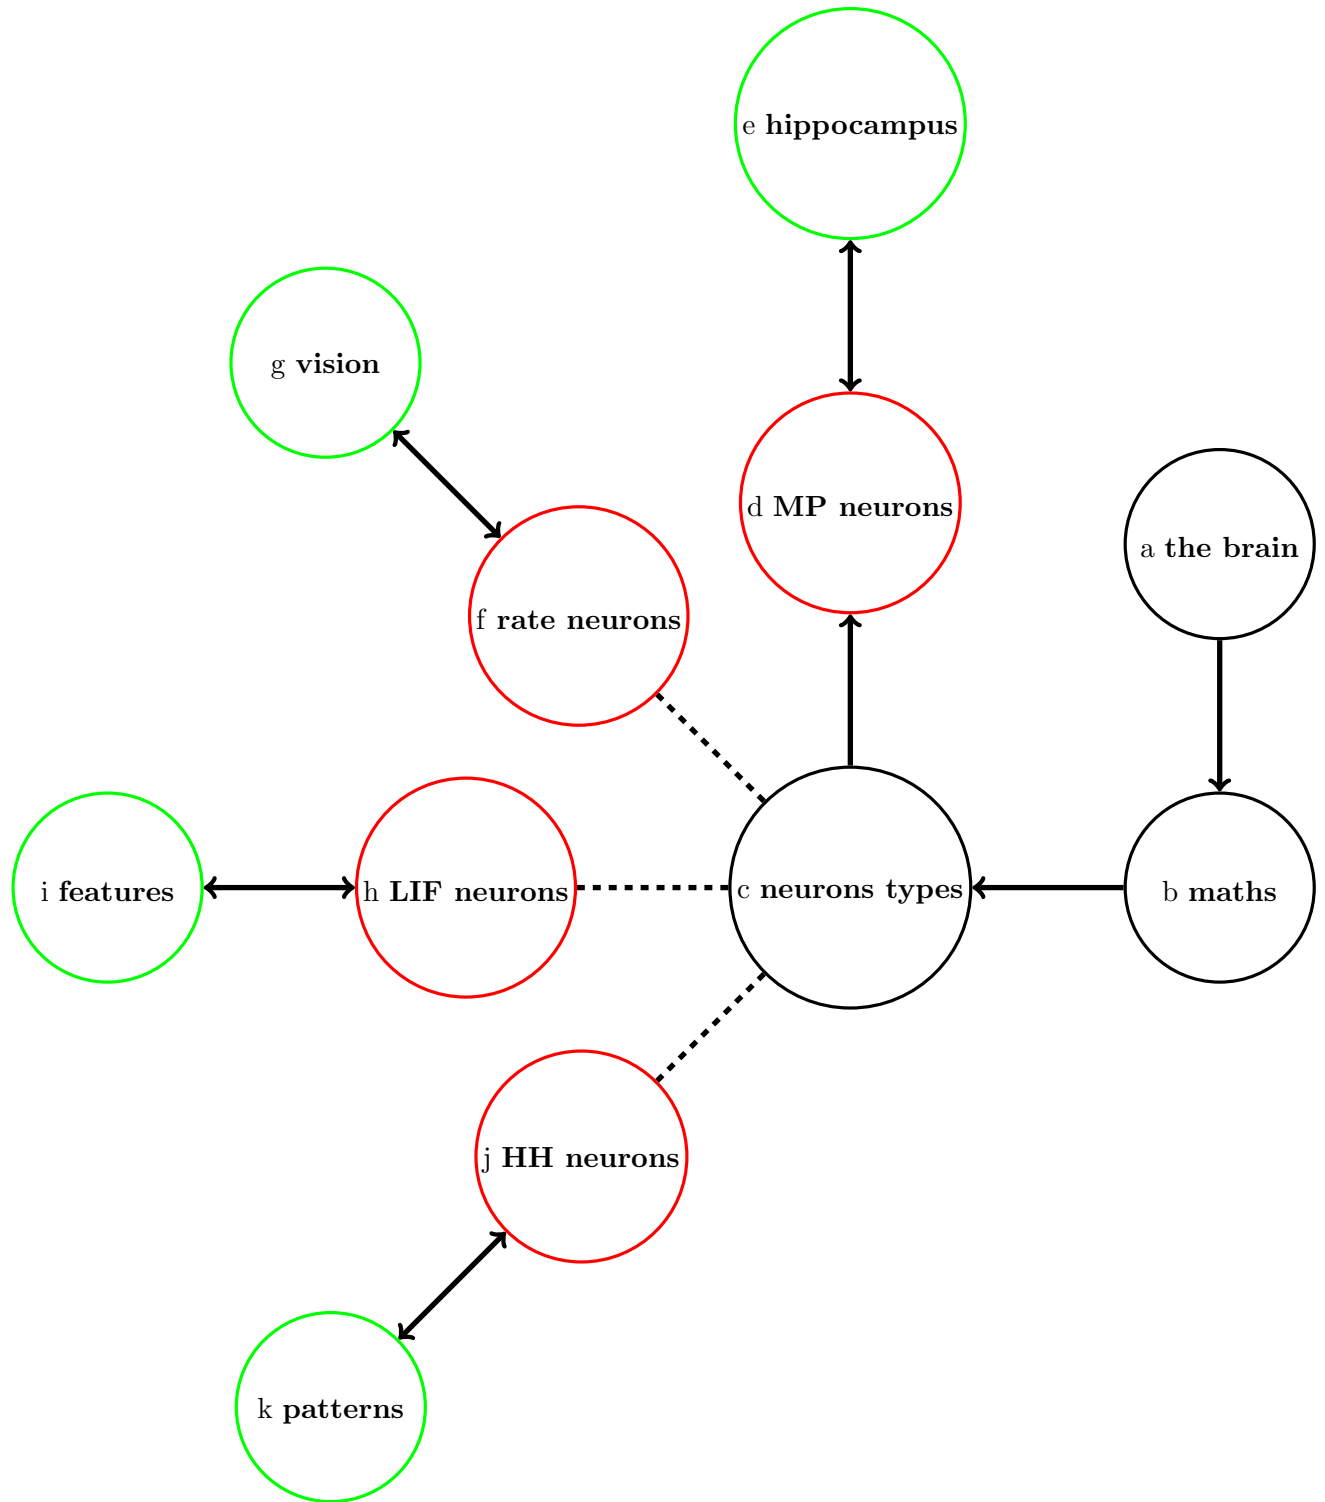 e hippocampus
g vision
d MP neurons
a the brain
f rate neurons
i features
h LIF neurons
c neurons types
b maths
j HH neurons
k patterns